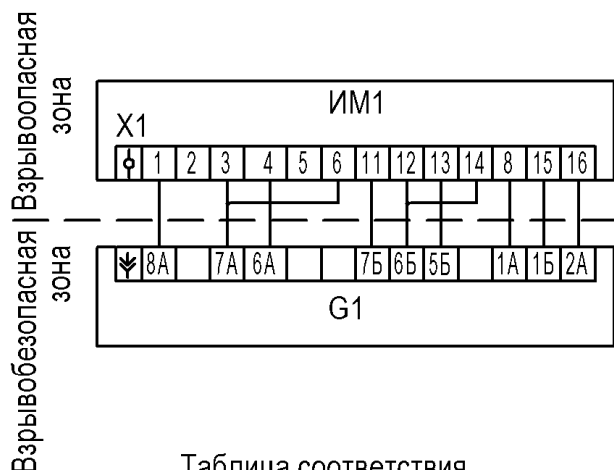 Взрывоопасная
зона
ИМ1
X1
1 2 3 4 5 6 11 12 13 14 8 15 16
Взрывобезопасная
зона
8А 7А 6А 7Б 6Б 5Б 1А 1Б 2А
G1
Таблица соответствия